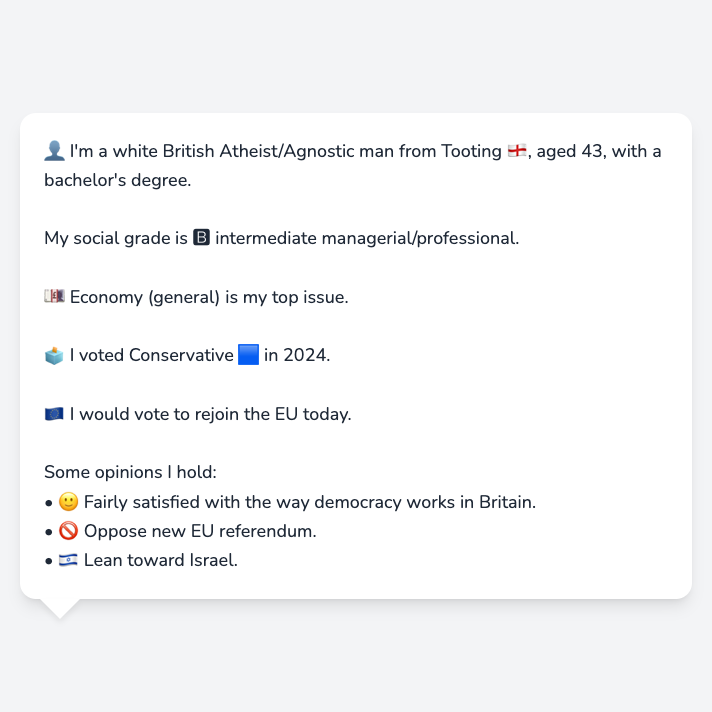 👤 I'm a white British Atheist/Agnostic man from Tooting 🏴󠁧󠁢󠁥󠁮󠁧󠁿, aged 43, with a
bachelor's degree.
My social grade is 🅱 intermediate managerial/professional.
💷 Economy (general) is my top issue.
🗳️ I voted Conservative 🟦 in 2024.
🇪🇺 I would vote to rejoin the EU today.
Some opinions I hold:
• 🙂 Fairly satisfied with the way democracy works in Britain.
• 🚫 Oppose new EU referendum.
• 🇮🇱 Lean toward Israel.